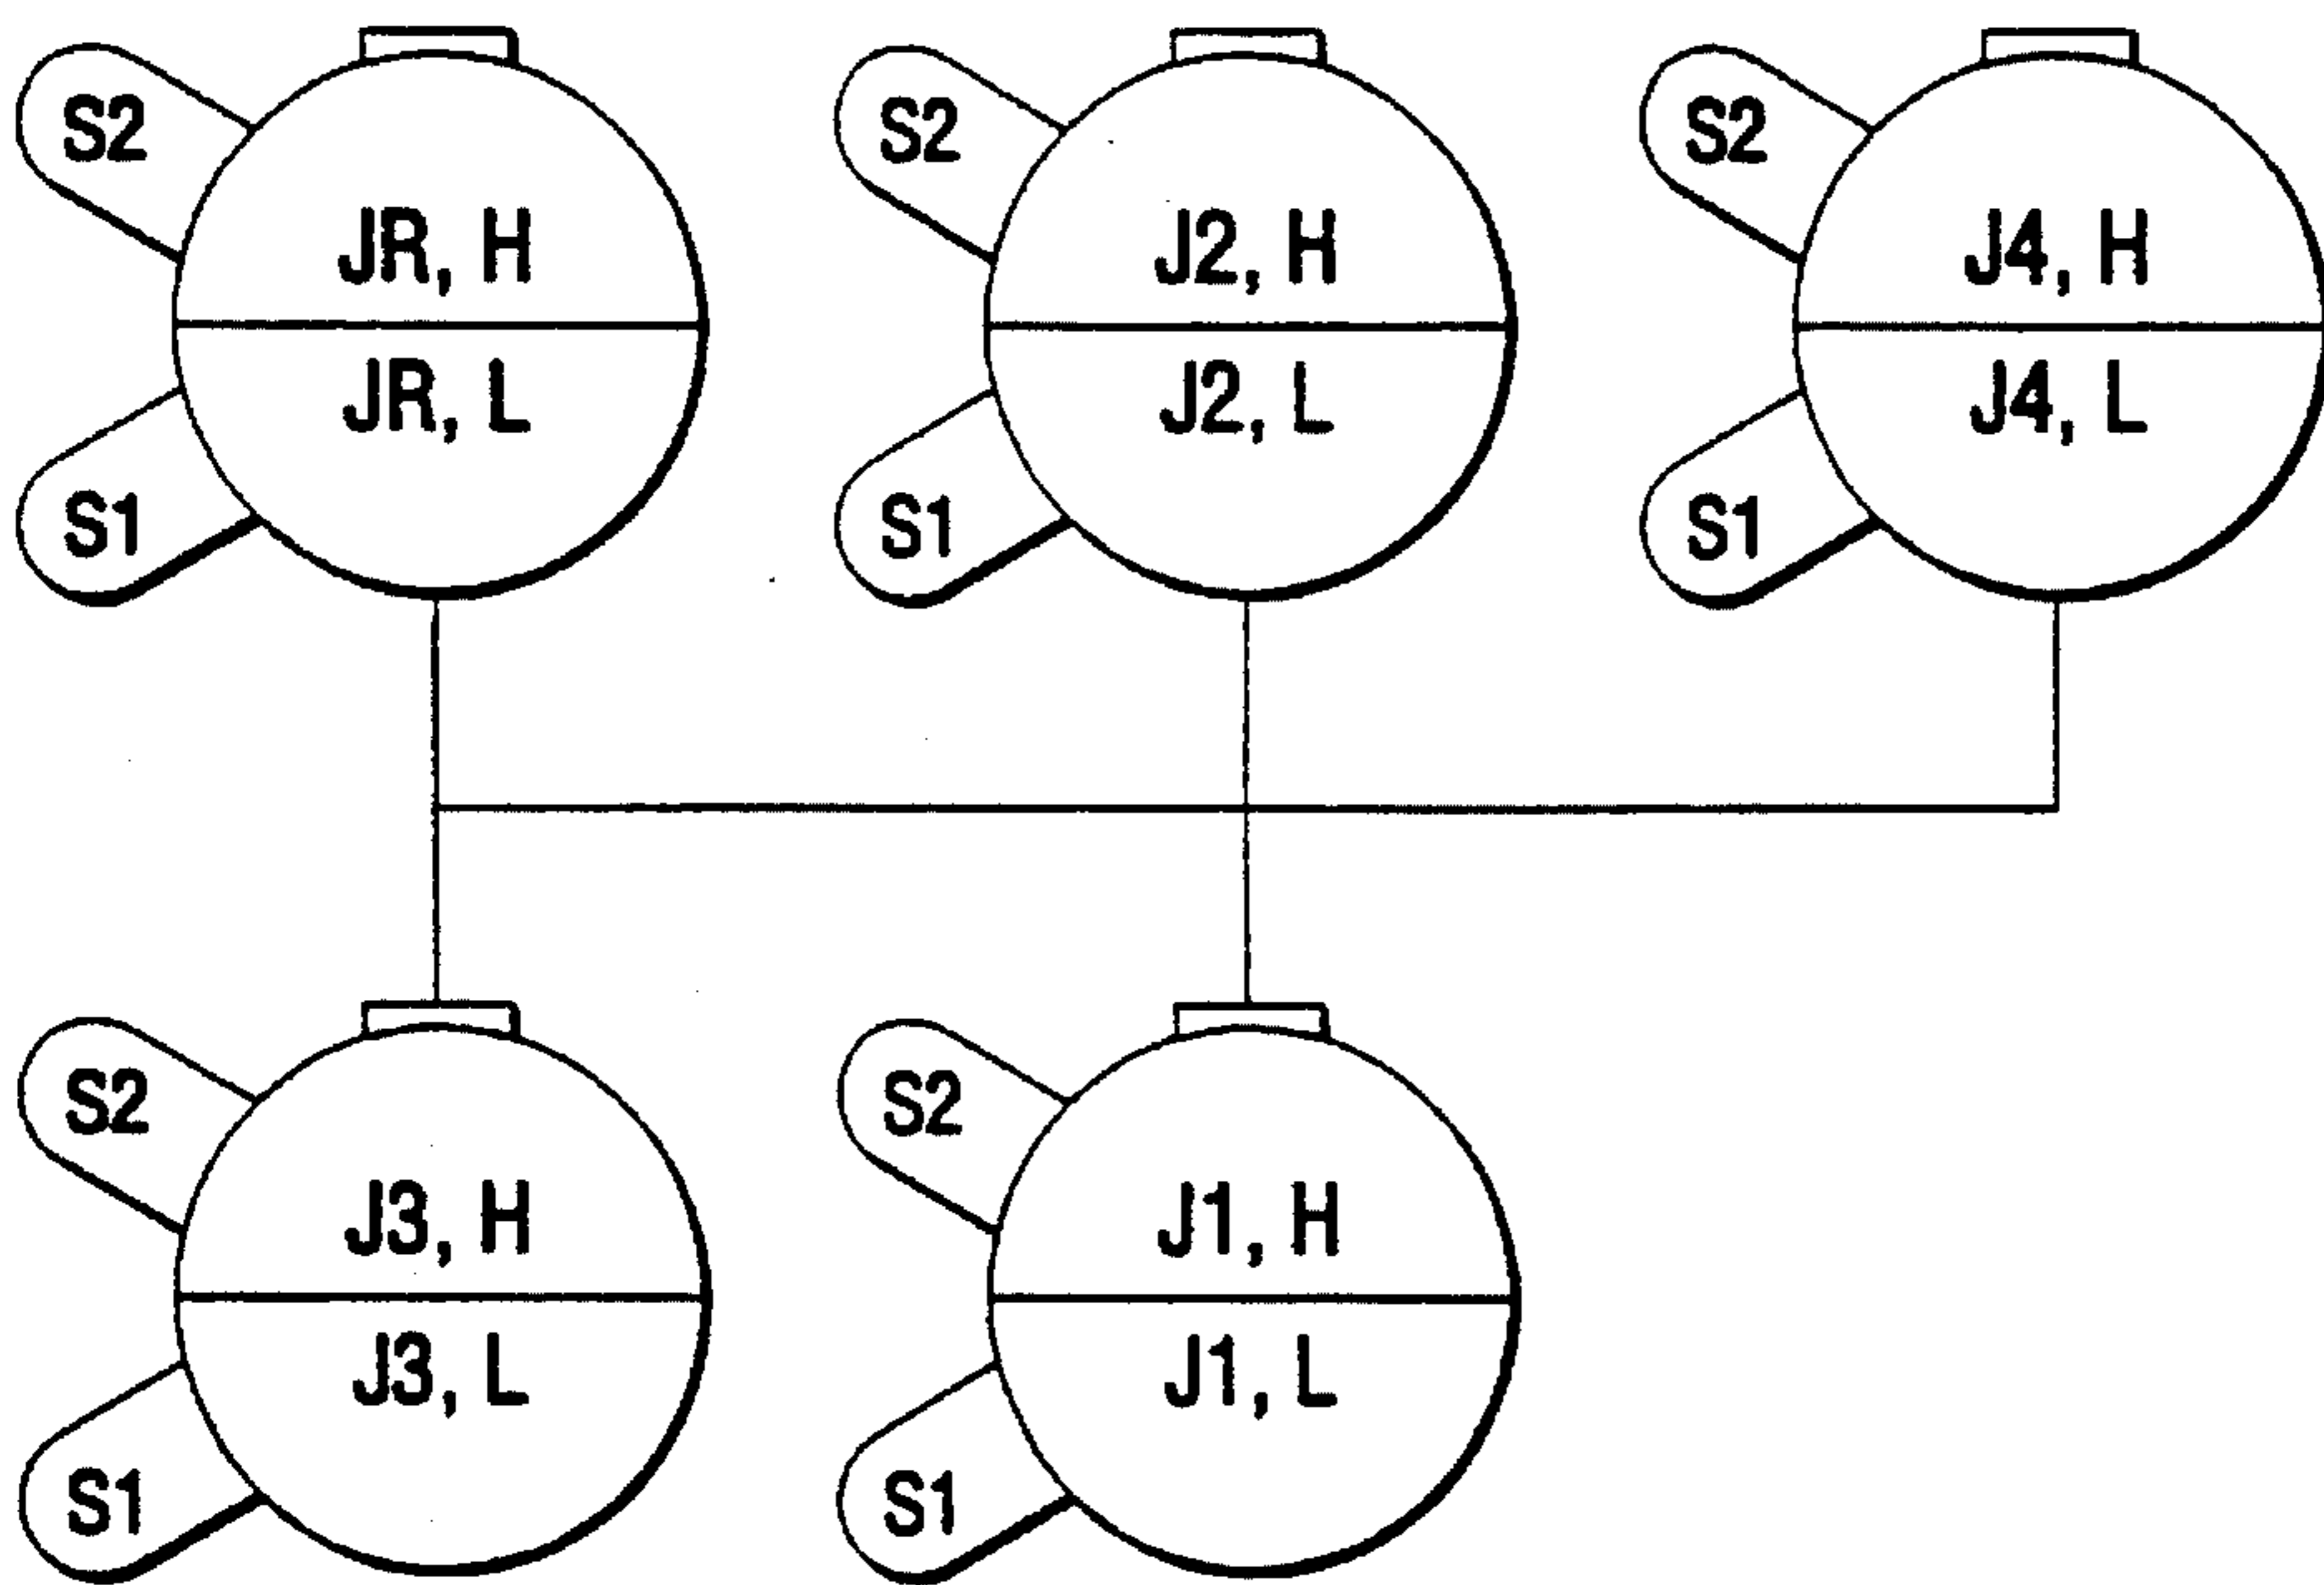 S2
JR, H
JR, L
S1
S2
J2, H
J2, L
S1
S2
J4, H
J4, L
S1
S2
J3, H
J3, L
S1
S2
J1, H
J1, L
S1